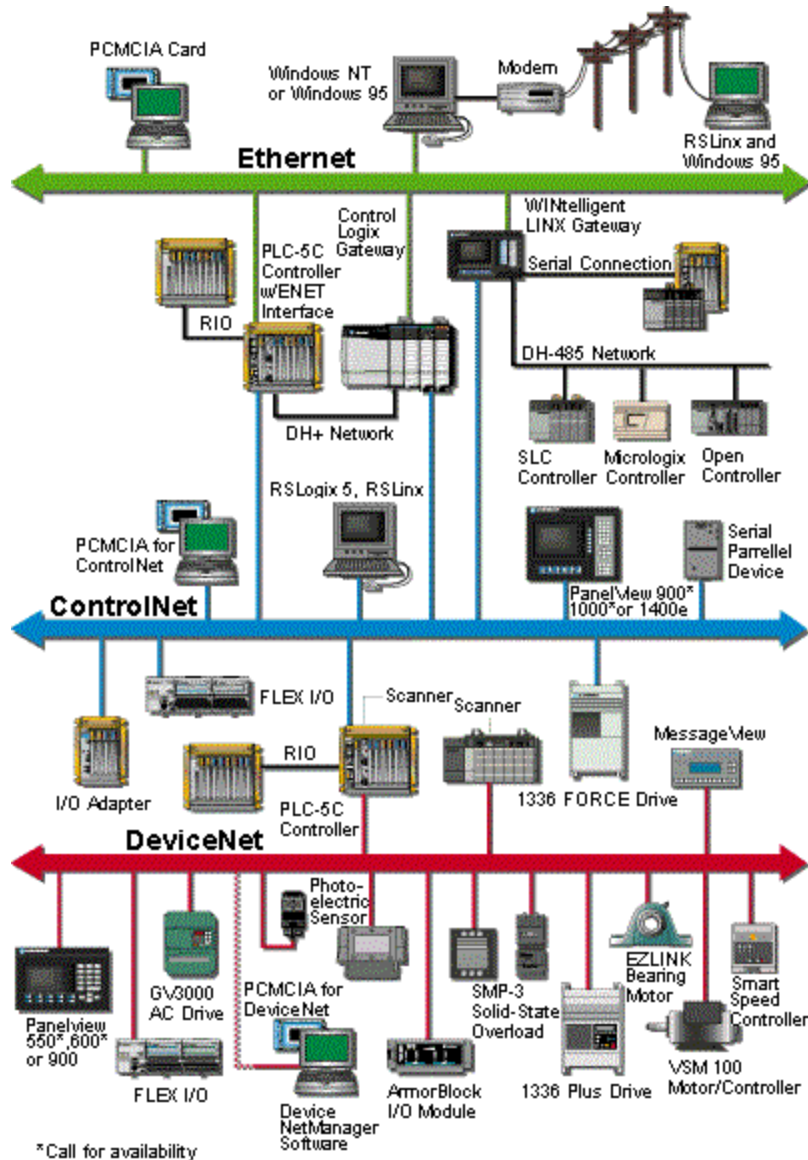 PCMCIA Card
Windows NT
or Windows 95
Modem
RSLinx and
Windows 95
Ethernet
Control
Logix
Gateway
WINtelligent
LINX Gateway
PLC-5C
Controller
w/ENET
Interface
Serial Connection
RIO
DH-485 Network
DH+ Network
SLC
Controller
Micrologix
Controller
Open
Controller
RSLogix 5, RSLinx
PCMCIA for
ControlNet
Serial
Parrellel
Device
PanelView 900*
1000*or 1400e
ControlNet
FLEX I/O
Scanner
Scanner
MessageView
RIO
I/O Adapter
PLC-5C
Controller
1336 FORCE Drive
DeviceNet
Photo-
electric
Sensor
EZLINK
Bearing
Motor
GV3000
AC Drive
PCMCIA for
DeviceNet
SMP-3
Solid-State
Overload
Smart
Speed
Controller
Panelview
550*,600*
or 900
FLEX I/O
Device
NetManager
Software
ArmorBlock
I/O Module
1336 Plus Drive
VSM 100
Motor/Controller
*Call for availability